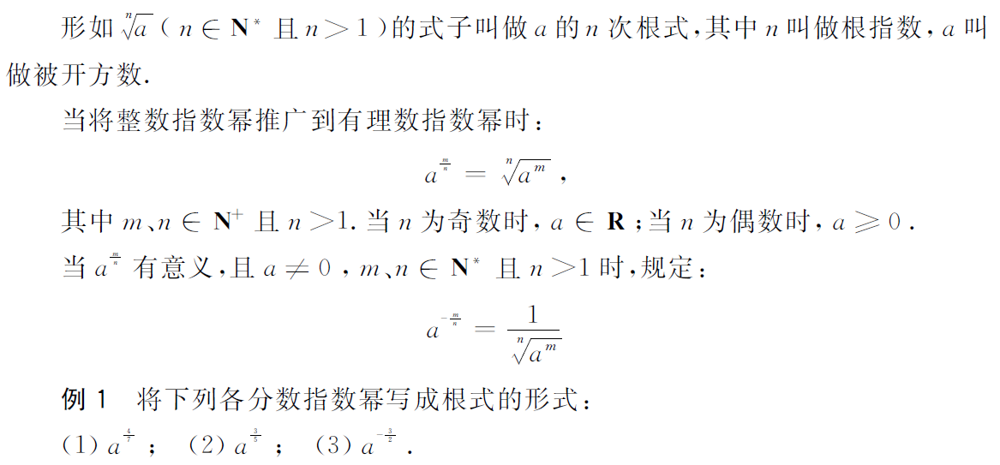 形如 $\sqrt[n]{a}$ ( $n \in \mathbf{N}^*$ 且 $n > 1$ )的式子叫做 $a$ 的 $n$ 次根式,其中 $n$ 叫做根指数, $a$ 叫
做被开方数.
当将整数指数幂推广到有理数指数幂时:
$a^{\frac{m}{n}} = \sqrt[n]{a^m}$ ,
其中 $m、n \in \mathbf{N}^+$ 且 $n > 1$. 当 $n$ 为奇数时, $a \in \mathbf{R}$ ;当 $n$ 为偶数时, $a \geqslant 0$ .
当 $a^{\frac{m}{n}}$ 有意义,且 $a \neq 0$ , $m、n \in \mathbf{N}^*$ 且 $n > 1$ 时,规定:
$a^{-\frac{m}{n}} = \frac{1}{\sqrt[n]{a^m}}$
例 1 将下列各分数指数幂写成根式的形式:
(1) $a^{\frac{4}{7}}$ ; (2) $a^{\frac{3}{5}}$ ; (3) $a^{-\frac{3}{2}}$ .